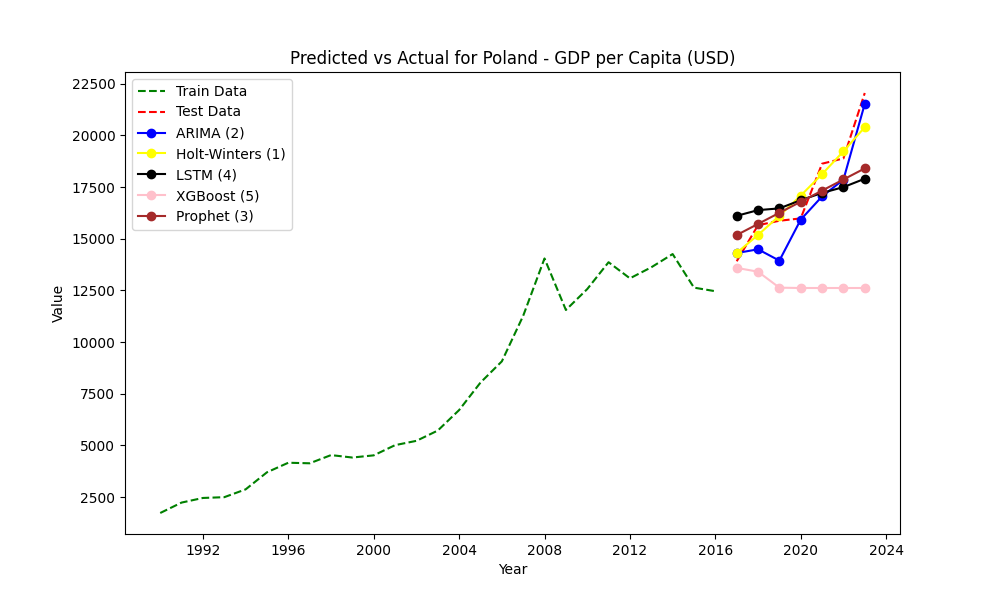 Predicted vs Actual for Poland - GDP per Capita (USD)
22500
20000
17500
15000
12500
10000
7500
5000
2500
Value
Train Data
Test Data
ARIMA (2)
Holt-Winters (1)
LSTM (4)
XGBoost (5)
Prophet (3)
1992 1996 2000 2004 2008 2012 2016 2020 2024
Year